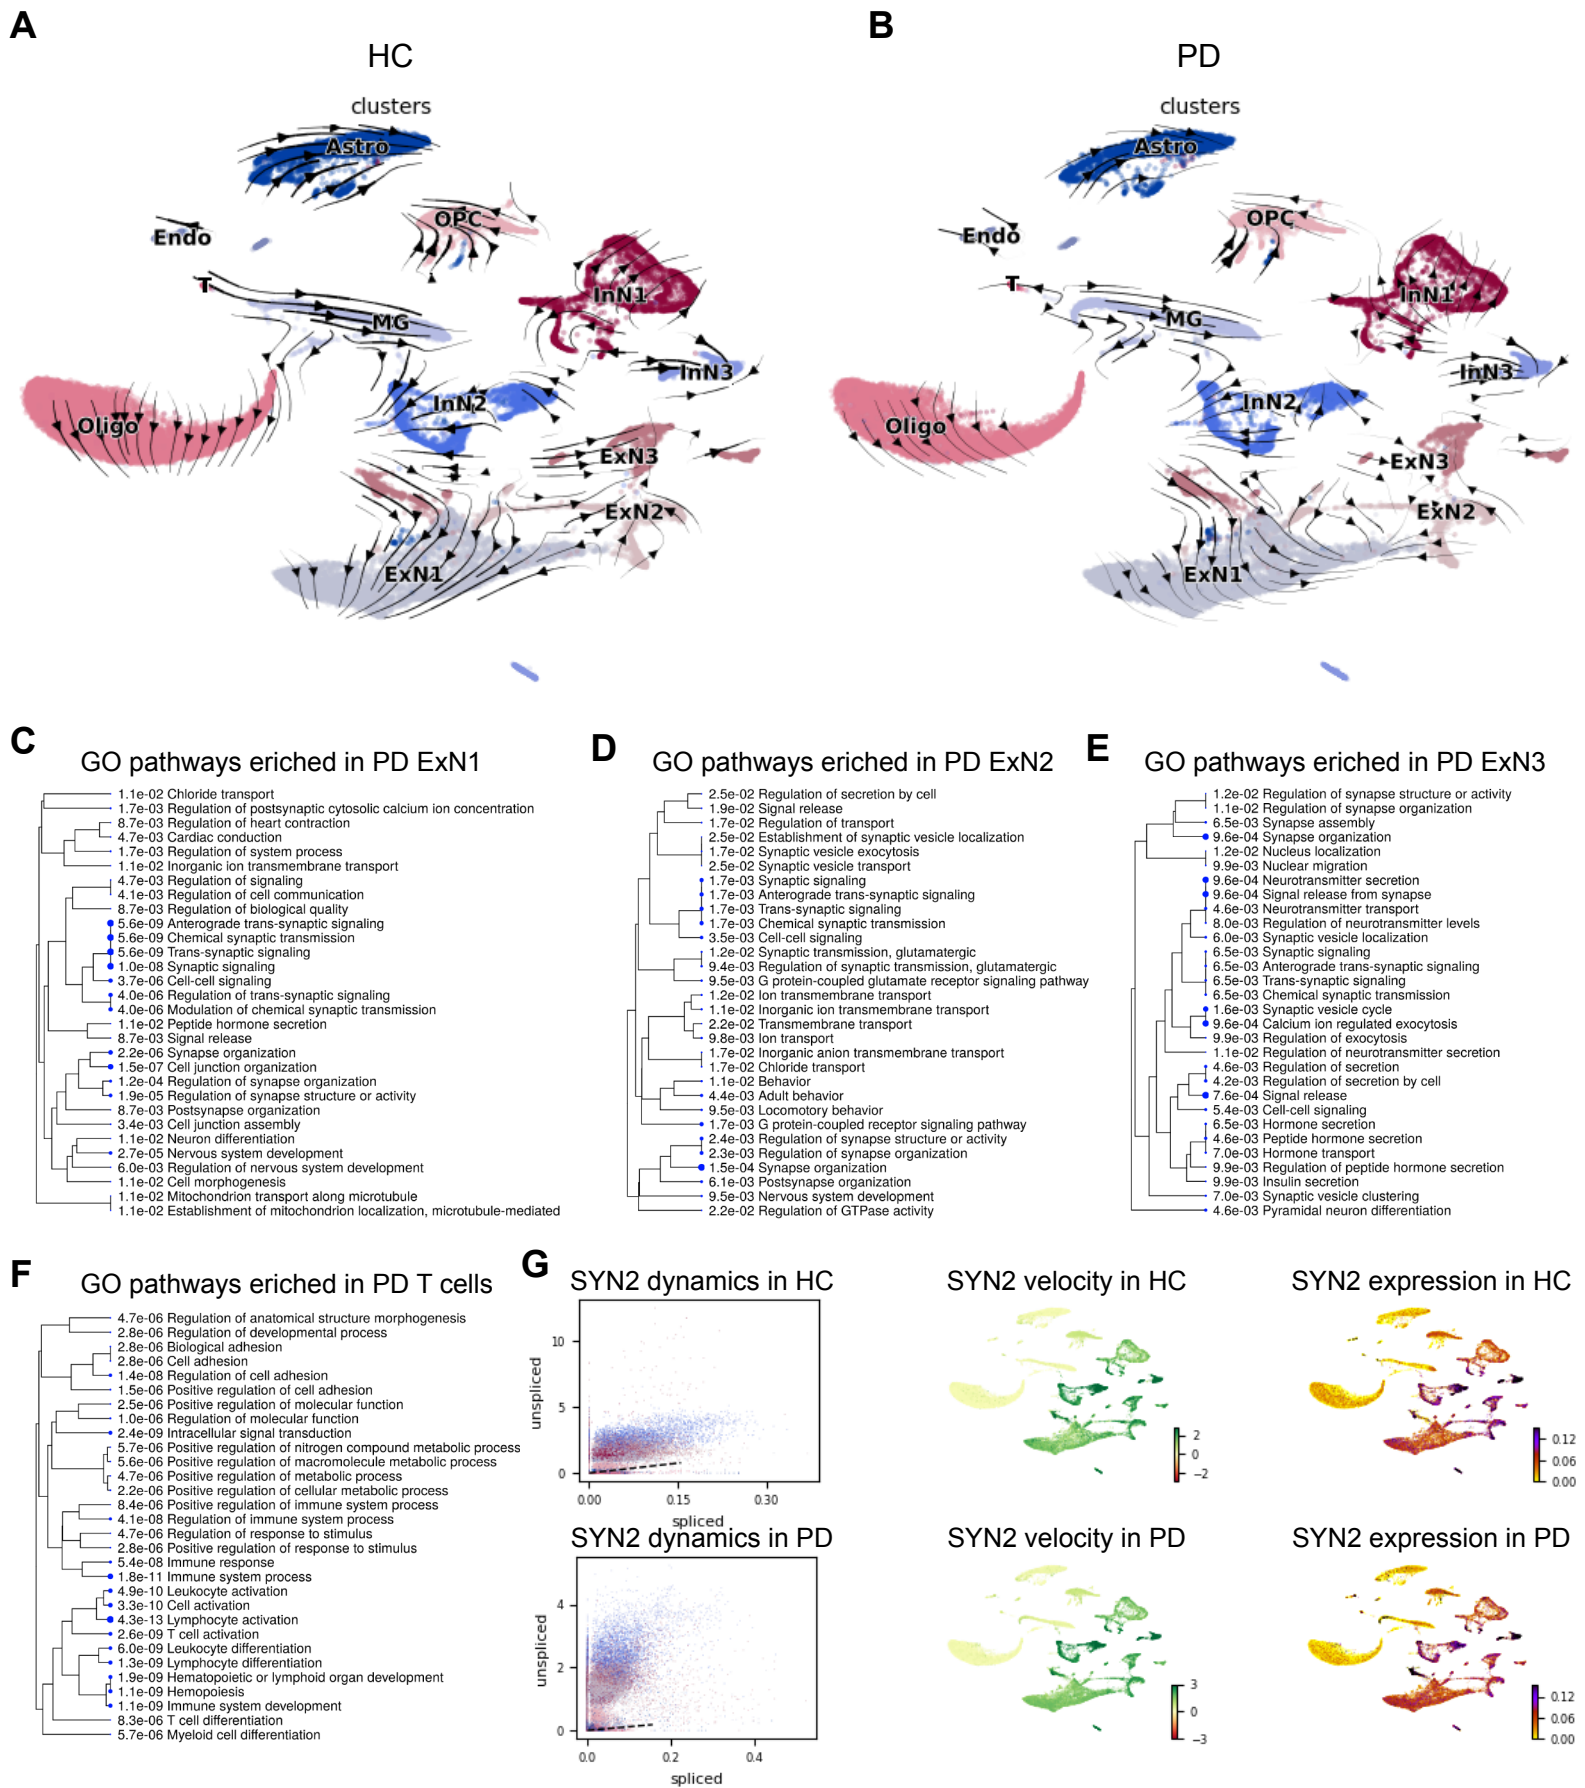 A
HC
clusters
Astro
OPC
Endo
T
InN1
MG
InN3
InN2
Oligo
ExN3
ExN2
ExN1
B
PD
clusters
Astro
OPC
Endo
T
InN1
MG
InN3
InN2
Oligo
ExN3
ExN2
ExN1
C
GO pathways eriched in PD ExN1
1.1e-02 Chloride transport
1.7e-03 Regulation of postsynaptic cytosolic calcium ion concentration
8.7e-03 Regulation of heart contraction
4.7e-03 Cardiac conduction
1.7e-03 Regulation of system process
1.1e-02 Inorganic ion transmembrane transport
4.7e-03 Regulation of signaling
4.1e-03 Regulation of cell communication
8.7e-03 Regulation of biological quality
5.6e-09 Anterograde trans-synaptic signaling
5.6e-09 Chemical synaptic transmission
5.6e-09 Trans-synaptic signaling
1.0e-08 Synaptic signaling
3.7e-06 Cell-cell signaling
4.0e-06 Regulation of trans-synaptic signaling
4.0e-06 Modulation of chemical synaptic transmission
1.1e-02 Peptide hormone secretion
8.7e-03 Signal release
2.2e-06 Synapse organization
1.5e-07 Cell junction organization
1.2e-04 Regulation of synapse organization
1.9e-05 Regulation of synapse structure or activity
8.7e-03 Postsynapse organization
3.4e-03 Cell junction assembly
1.1e-02 Neuron differentiation
2.7e-05 Nervous system development
6.0e-03 Regulation of nervous system development
1.1e-02 Cell morphogenesis
1.1e-02 Mitochondrion transport along microtubule
1.1e-02 Establishment of mitochondrion localization, microtubule-mediated
D
GO pathways eriched in PD ExN2
2.5e-02 Regulation of secretion by cell
1.9e-02 Signal release
1.7e-02 Regulation of transport
2.5e-02 Establishment of synaptic vesicle localization
1.7e-02 Synaptic vesicle exocytosis
2.5e-02 Synaptic vesicle transport
1.7e-03 Synaptic signaling
1.7e-03 Anterograde trans-synaptic signaling
1.7e-03 Trans-synaptic signaling
1.7e-03 Chemical synaptic transmission
3.5e-03 Cell-cell signaling
1.2e-02 Synaptic transmission, glutamatergic
9.4e-03 Regulation of synaptic transmission, glutamatergic
9.5e-03 G protein-coupled glutamate receptor signaling pathway
1.2e-02 Ion transmembrane transport
1.1e-02 Inorganic ion transmembrane transport
2.2e-02 Transmembrane transport
9.8e-03 Ion transport
1.7e-02 Inorganic anion transmembrane transport
1.7e-02 Chloride transport
1.1e-02 Behavior
4.4e-03 Adult behavior
9.5e-03 Locomotory behavior
1.7e-03 G protein-coupled receptor signaling pathway
2.4e-03 Regulation of synapse structure or activity
2.3e-03 Regulation of synapse organization
1.5e-04 Synapse organization
6.1e-03 Postsynapse organization
9.5e-03 Nervous system development
2.2e-02 Regulation of GTPase activity
E
GO pathways eriched in PD ExN3
1.2e-02 Regulation of synapse structure or activity
1.1e-02 Regulation of synapse organization
6.5e-03 Synapse assembly
9.6e-04 Synapse organization
1.2e-02 Nucleus localization
9.9e-03 Nuclear migration
9.6e-04 Neurotransmitter secretion
9.6e-04 Signal release from synapse
4.6e-03 Neurotransmitter transport
8.0e-03 Regulation of neurotransmitter levels
6.0e-03 Synaptic vesicle localization
6.5e-03 Synaptic signaling
6.5e-03 Anterograde trans-synaptic signaling
6.5e-03 Trans-synaptic signaling
6.5e-03 Chemical synaptic transmission
1.6e-03 Synaptic vesicle cycle
9.6e-04 Calcium ion regulated exocytosis
9.9e-03 Regulation of exocytosis
1.1e-02 Regulation of neurotransmitter secretion
4.6e-03 Regulation of secretion
4.2e-03 Regulation of secretion by cell
7.6e-04 Signal release
5.4e-03 Cell-cell signaling
6.5e-03 Hormone secretion
4.6e-03 Peptide hormone secretion
7.0e-03 Hormone transport
9.9e-03 Regulation of peptide hormone secretion
9.9e-03 Insulin secretion
7.0e-03 Synaptic vesicle clustering
4.6e-03 Pyramidal neuron differentiation
F
GO pathways eriched in PD T cells
4.7e-06 Regulation of anatomical structure morphogenesis
2.8e-06 Regulation of developmental process
2.8e-06 Biological adhesion
2.8e-06 Cell adhesion
1.4e-08 Regulation of cell adhesion
1.5e-06 Positive regulation of cell adhesion
2.5e-06 Positive regulation of molecular function
1.0e-06 Regulation of molecular function
2.4e-09 Intracellular signal transduction
5.7e-06 Positive regulation of nitrogen compound metabolic process
5.6e-06 Positive regulation of macromolecule metabolic process
4.7e-06 Positive regulation of metabolic process
2.2e-06 Positive regulation of cellular metabolic process
8.4e-06 Positive regulation of immune system process
4.1e-08 Regulation of immune system process
4.7e-06 Regulation of response to stimulus
2.8e-06 Positive regulation of response to stimulus
5.4e-08 Immune response
1.8e-11 Immune system process
4.9e-10 Leukocyte activation
3.3e-10 Cell activation
4.3e-13 Lymphocyte activation
2.6e-09 T cell activation
6.0e-09 Leukocyte differentiation
1.3e-09 Lymphocyte differentiation
1.9e-09 Hematopoietic or lymphoid organ development
1.1e-09 Hemopoiesis
1.1e-09 Immune system development
8.3e-06 T cell differentiation
5.7e-06 Myeloid cell differentiation
G
SYN2 dynamics in HC
unspliced
10
5
0
0.00
0.15
0.30
spliced
SYN2 velocity in HC
2
0
−2
SYN2 expression in HC
0.12
0.06
0.00
SYN2 dynamics in PD
unspliced
4
2
0
0.0
0.2
0.4
spliced
SYN2 velocity in PD
3
0
−3
SYN2 expression in PD
0.12
0.06
0.00